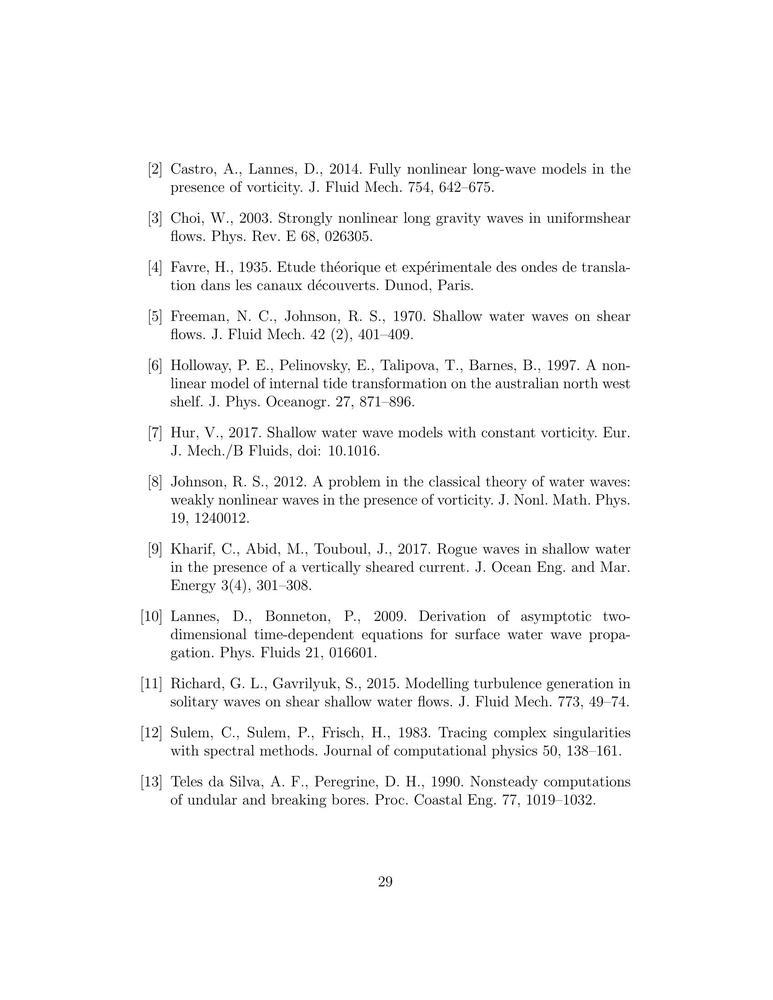 [2] Castro, A., Lannes, D., 2014. Fully nonlinear long-wave models in the
presence of vorticity. J. Fluid Mech. 754, 642–675.
[3] Choi, W., 2003. Strongly nonlinear long gravity waves in uniformshear
flows. Phys. Rev. E 68, 026305.
[4] Favre, H., 1935. Etude théorique et expérimentale des ondes de transla-
tion dans les canaux découverts. Dunod, Paris.
[5] Freeman, N. C., Johnson, R. S., 1970. Shallow water waves on shear
flows. J. Fluid Mech. 42 (2), 401–409.
[6] Holloway, P. E., Pelinovsky, E., Talipova, T., Barnes, B., 1997. A non-
linear model of internal tide transformation on the australian north west
shelf. J. Phys. Oceanogr. 27, 871–896.
[7] Hur, V., 2017. Shallow water wave models with constant vorticity. Eur.
J. Mech./B Fluids, doi: 10.1016.
[8] Johnson, R. S., 2012. A problem in the classical theory of water waves:
weakly nonlinear waves in the presence of vorticity. J. Nonl. Math. Phys.
19, 1240012.
[9] Kharif, C., Abid, M., Touboul, J., 2017. Rogue waves in shallow water
in the presence of a vertically sheared current. J. Ocean Eng. and Mar.
Energy 3(4), 301–308.
[10] Lannes, D., Bonneton, P., 2009. Derivation of asymptotic two-
dimensional time-dependent equations for surface water wave propa-
gation. Phys. Fluids 21, 016601.
[11] Richard, G. L., Gavrilyuk, S., 2015. Modelling turbulence generation in
solitary waves on shear shallow water flows. J. Fluid Mech. 773, 49–74.
[12] Sulem, C., Sulem, P., Frisch, H., 1983. Tracing complex singularities
with spectral methods. Journal of computational physics 50, 138–161.
[13] Teles da Silva, A. F., Peregrine, D. H., 1990. Nonsteady computations
of undular and breaking bores. Proc. Coastal Eng. 77, 1019–1032.
29